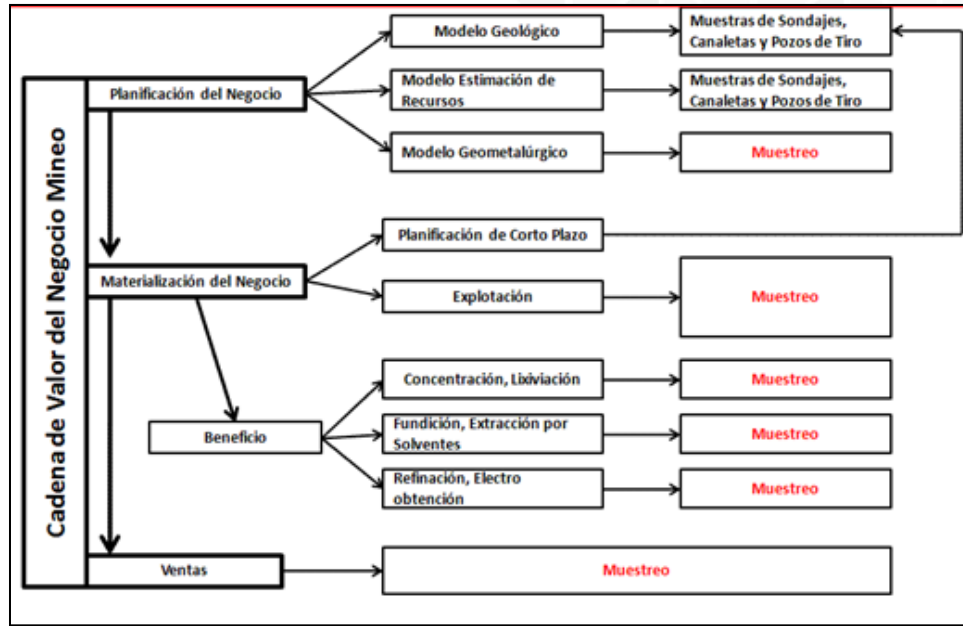 Cadena de Valor del Negocio Mineo
Planificación del Negocio
Modelo Geológico
Muestras de Sondajes,
Canaletas y Pozos de Tiro
Modelo Estimación de
Recursos
Muestras de Sondajes,
Canaletas y Pozos de Tiro
Modelo Geometalúrgico
Muestreo
Materialización del Negocio
Planificación de Corto Plazo
Explotación
Muestreo
Beneficio
Concentración, Lixiviación
Muestreo
Fundición, Extracción por
Solventes
Muestreo
Refinación, Electro
obtención
Muestreo
Ventas
Muestreo